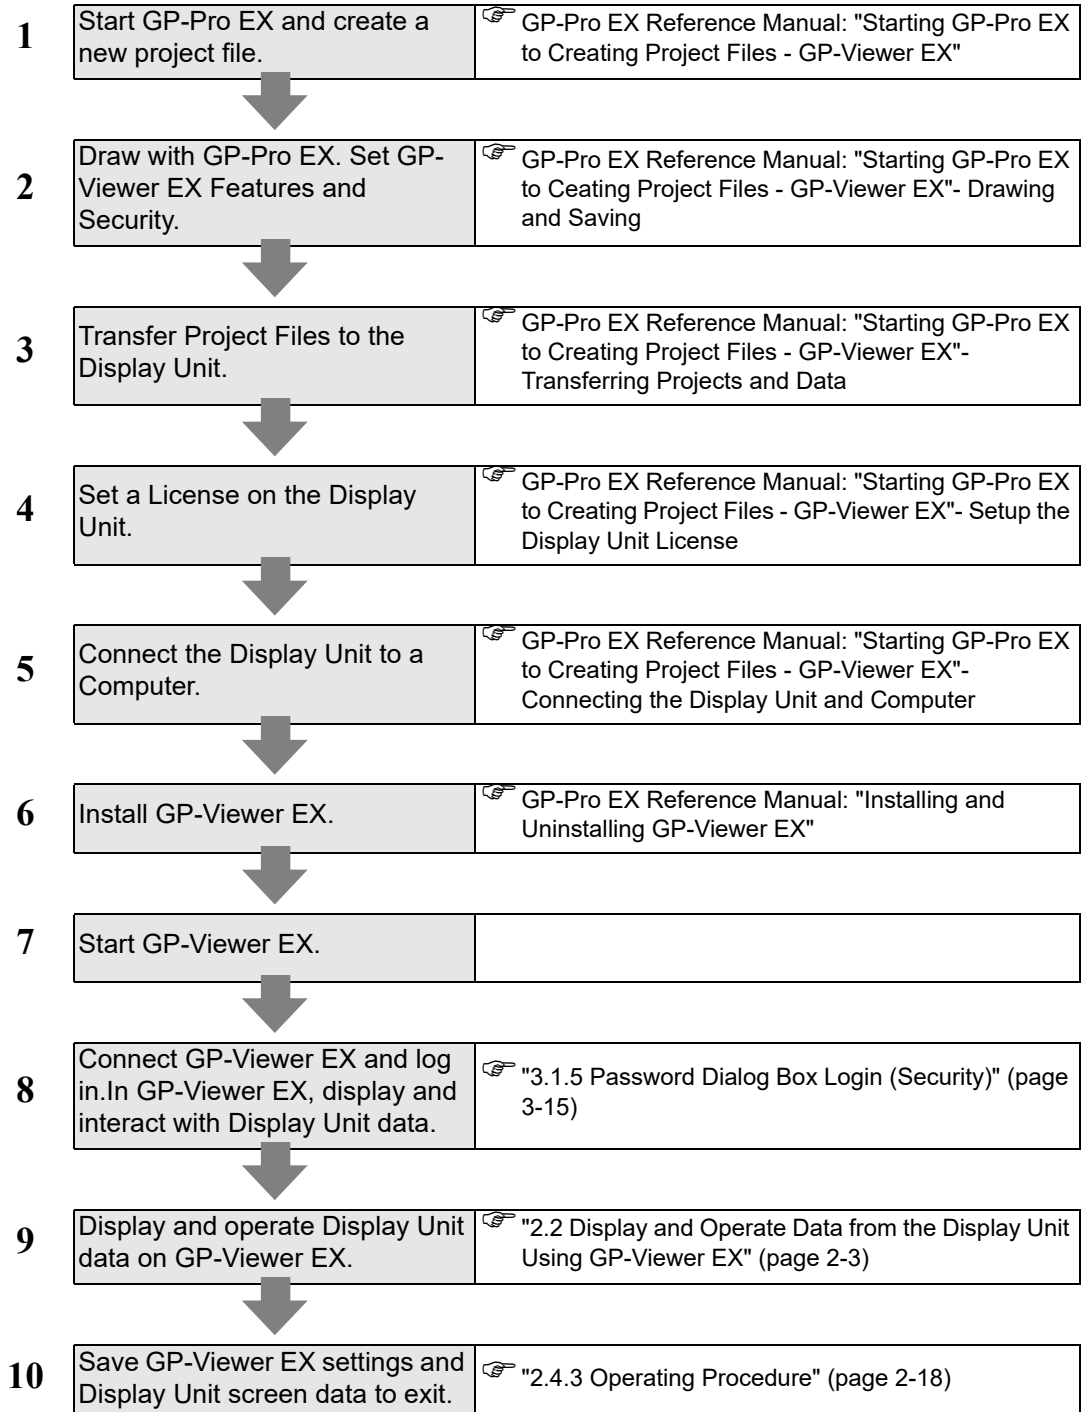 1
Start GP-Pro EX and create a
new project file.
GP-Pro EX Reference Manual: "Starting GP-Pro EX
to Creating Project Files - GP-Viewer EX"
2
Draw with GP-Pro EX. Set GP-
Viewer EX Features and
Security.
GP-Pro EX Reference Manual: "Starting GP-Pro EX
to Ceating Project Files - GP-Viewer EX"- Drawing
and Saving
3
Transfer Project Files to the
Display Unit.
GP-Pro EX Reference Manual: "Starting GP-Pro EX
to Creating Project Files - GP-Viewer EX"-
Transferring Projects and Data
4
Set a License on the Display
Unit.
GP-Pro EX Reference Manual: "Starting GP-Pro EX
to Creating Project Files - GP-Viewer EX"- Setup the
Display Unit License
5
Connect the Display Unit to a
Computer.
GP-Pro EX Reference Manual: "Starting GP-Pro EX
to Creating Project Files - GP-Viewer EX"-
Connecting the Display Unit and Computer
6
Install GP-Viewer EX.
GP-Pro EX Reference Manual: "Installing and
Uninstalling GP-Viewer EX"
7
Start GP-Viewer EX.
8
Connect GP-Viewer EX and log
in.In GP-Viewer EX, display and
interact with Display Unit data.
"3.1.5 Password Dialog Box Login (Security)" (page
3-15)
9
Display and operate Display Unit
data on GP-Viewer EX.
"2.2 Display and Operate Data from the Display Unit
Using GP-Viewer EX" (page 2-3)
10
Save GP-Viewer EX settings and
Display Unit screen data to exit.
"2.4.3 Operating Procedure" (page 2-18)